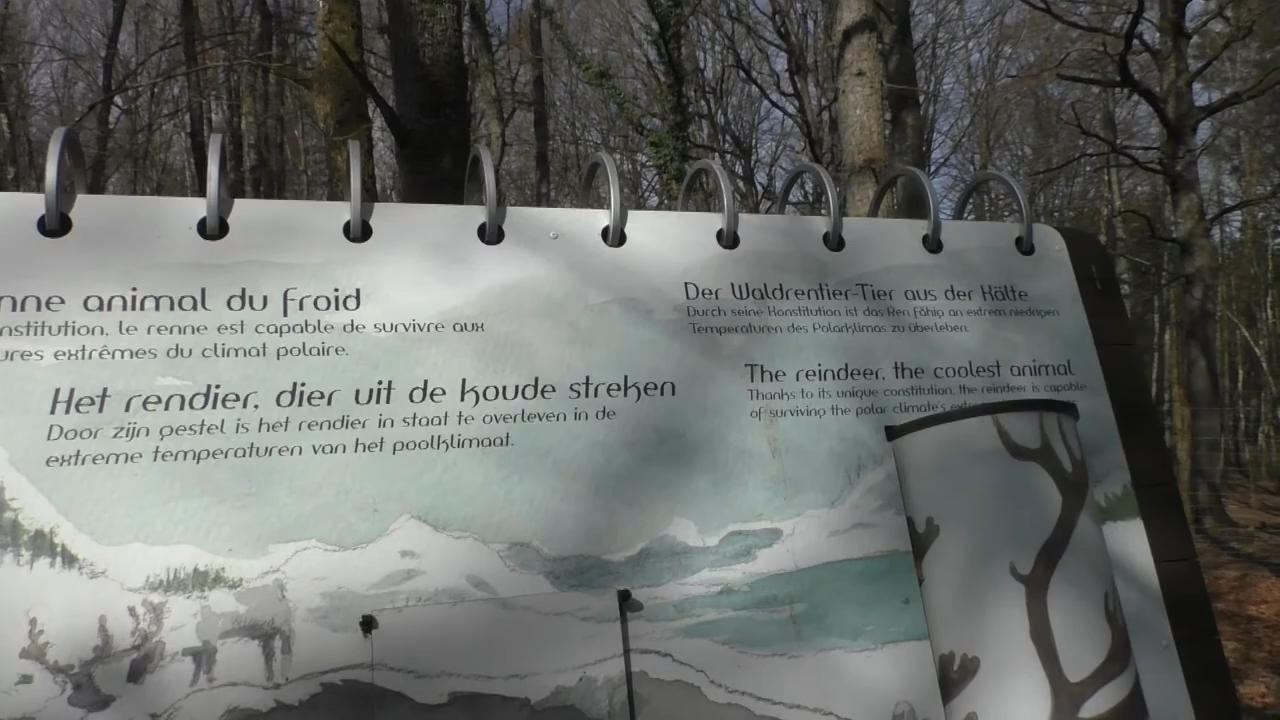 nne animal du froid
nstitution, le renne est capable de survivre aux
ures extrêmes du climat polaire.
Het rendier, dier uit de koude streken
Door zijn gestel is het rendier in staat te overleven in de
extreme temperaturen van het poolklimaat.
Der Waldrentier-Tier aus der Kälte
Durch seine Konstitution ist das Ren fähig an extrem niedrigen
Temperaturen des Polarklimas zu überleben.
The reindeer, the coolest animal
Thanks to its unique constitution, the reindeer is capable
of surviving the polar climate's